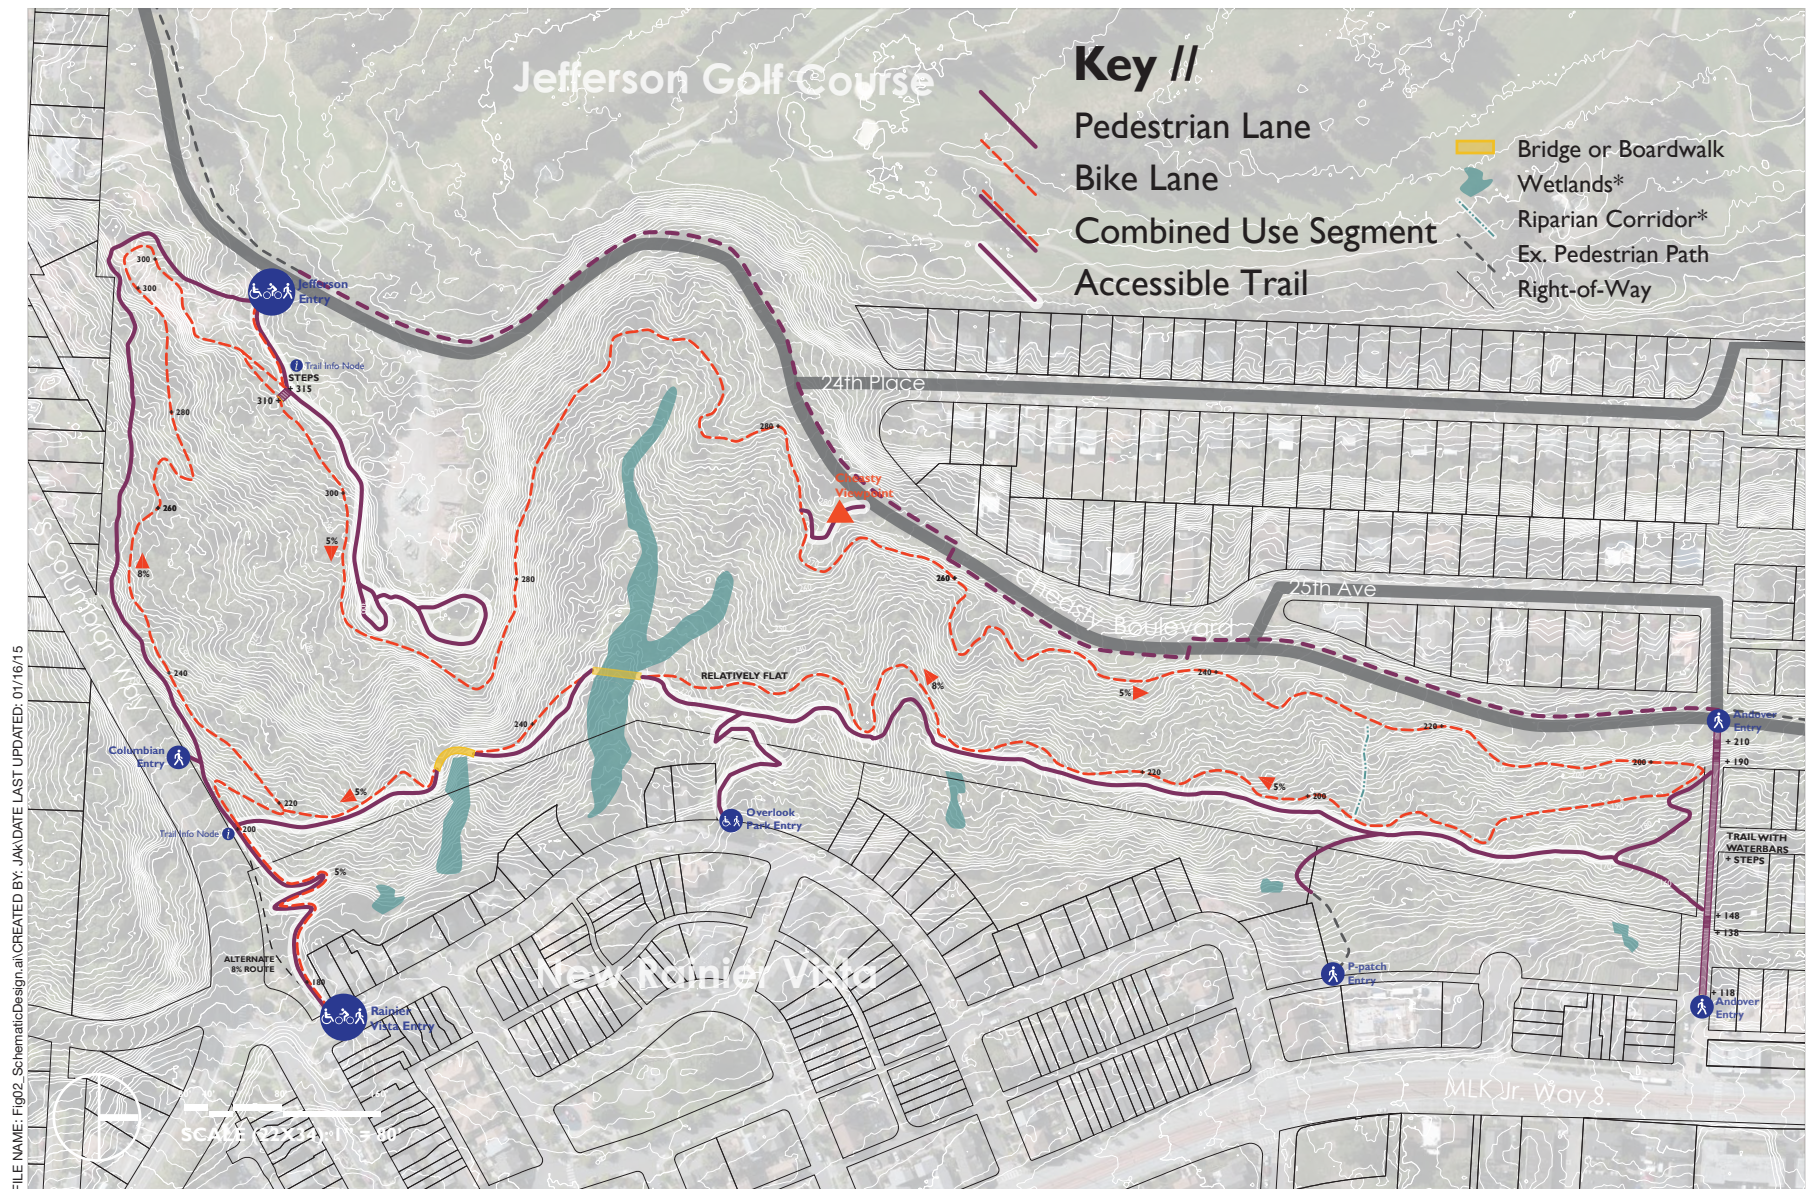 Jefferson Golf Course
Key //
Pedestrian Lane
Bike Lane
Combined Use Segment
Accessible Trail
Bridge or Boardwalk
Wetlands*
Riparian Corridor*
Ex. Pedestrian Path
Right-of-Way
300
300
Jefferson
Entry
Trail Info Node
STEPS
+ 315
310 +
24th Place
280
280
Cheasty
Viewpoint
300
260
5%
8%
280
260
Cheasty Boulevard
25th Ave
Columbian Way
240
RELATIVELY FLAT
8%
5%
240
240
220
Andover
Entry
+ 210
+ 190
Columbian
Entry
220
5%
220
5%
200
200
Overlook
Park Entry
Trail Info Node
200
TRAIL WITH
WATERBARS
+ STEPS
5%
+ 148
+ 138
ALTERNATE
8% ROUTE
180
New Rainier Vista
P-patch
Entry
+ 118
Andover
Entry
Rainier
Vista Entry
MLK Jr. Way S.
80
160
SCALE (22X34): 1" = 80'
FILE NAME: Fig02_SchematicDesign.ai\CREATED BY: JAK\DATE LAST UPDATED: 01/16/15